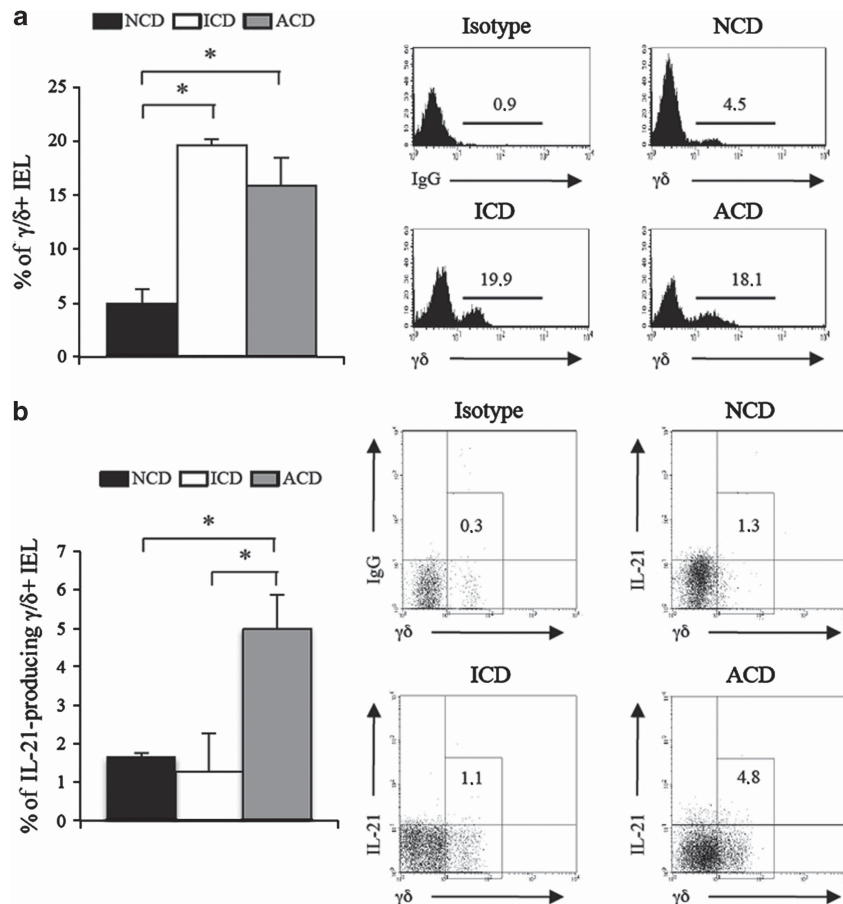 a
NCD ICD ACD
*
*
% of γ/δ+ IEL
25
20
15
10
5
0
Isotype
0.9
IgG
NCD
4.5
γδ
ICD
19.9
γδ
ACD
18.1
γδ
b
NCD ICD ACD
*
*
% of IL-21-producing γ/δ+ IEL
7
6
5
4
3
2
1
0
Isotype
0.3
IgG
γδ
NCD
1.3
IL-21
γδ
ICD
1.1
IL-21
γδ
ACD
4.8
IL-21
γδ